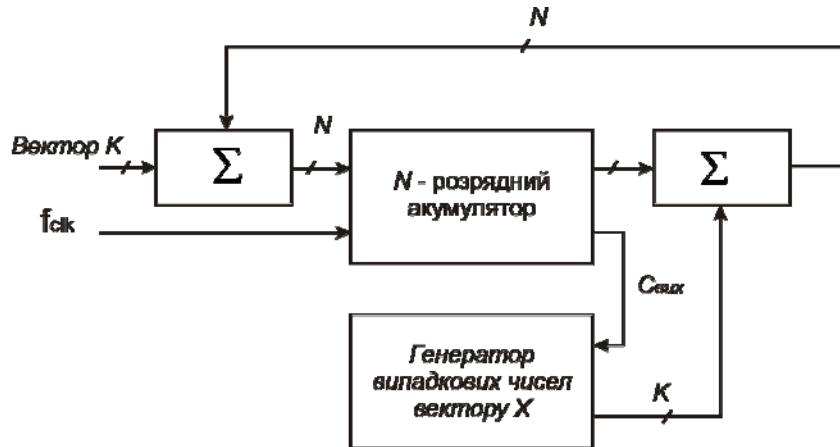 N
Вектор K
N
Σ
N - розрядний
акумулятор
Σ
fclk
Cвих
Генератор
випадкових чисел
вектору X
K